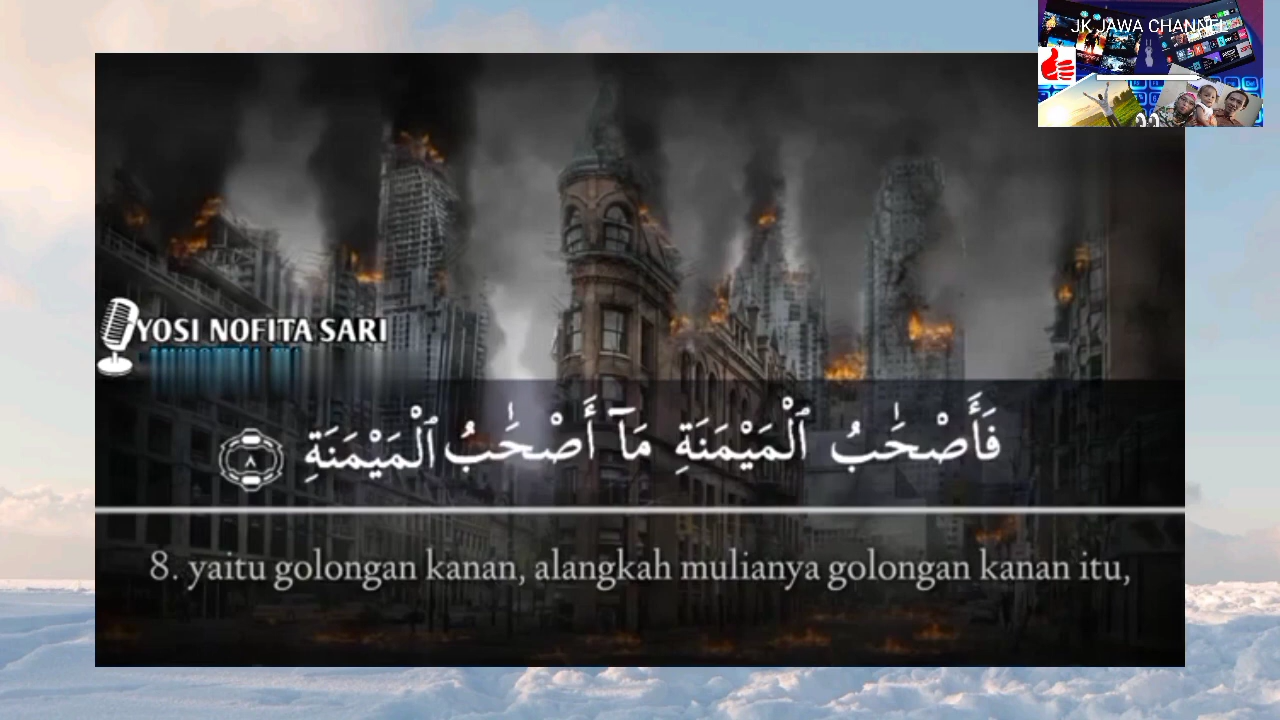 JK JAWA CHANNEL
YOSI NOFITA SARI
فَأَصْحَٰبُ ٱلْمَيْمَنَةِ مَآ أَصْحَٰبُ ٱلْمَيْمَنَةِ ٨
8. yaitu golongan kanan, alangkah mulianya golongan kanan itu,